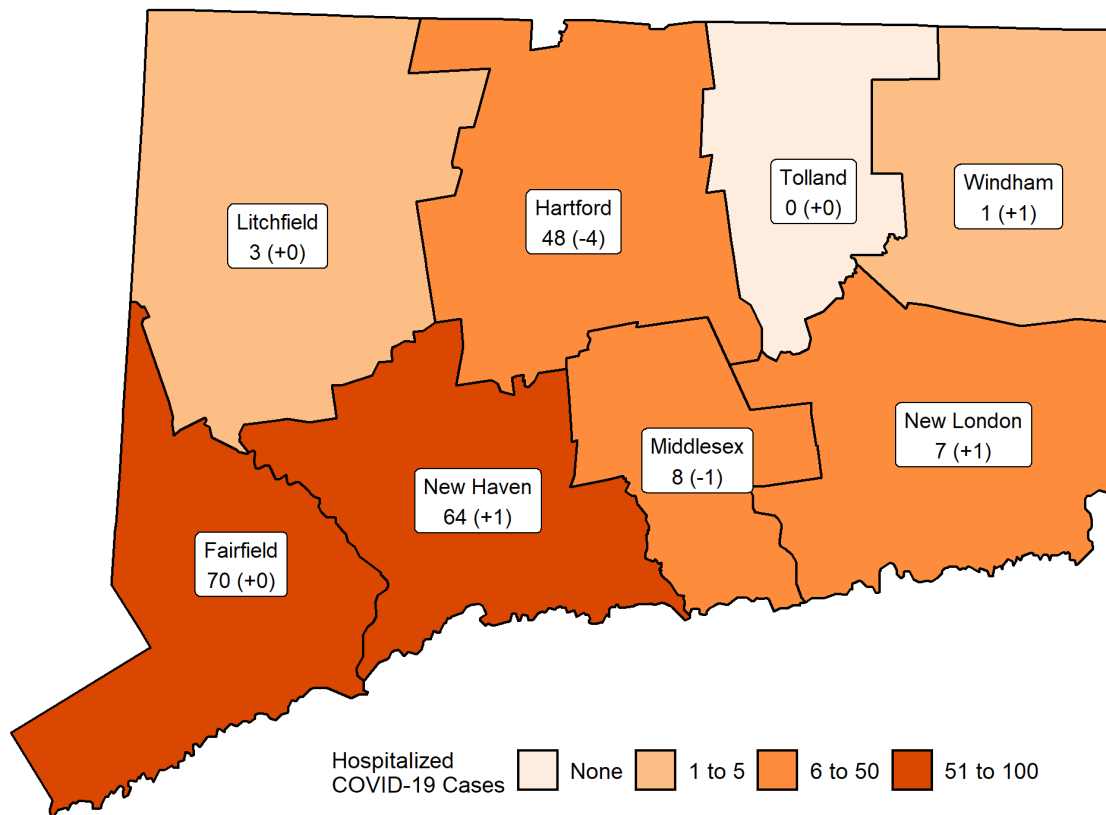 Tolland
0 (+0)
Windham
1 (+1)
Litchfield
3 (+0)
Hartford
48 (-4)
New London
7 (+1)
Middlesex
8 (-1)
New Haven
64 (+1)
Fairfield
70 (+0)
Hospitalized
COVID-19 Cases
None
1 to 5
6 to 50
51 to 100